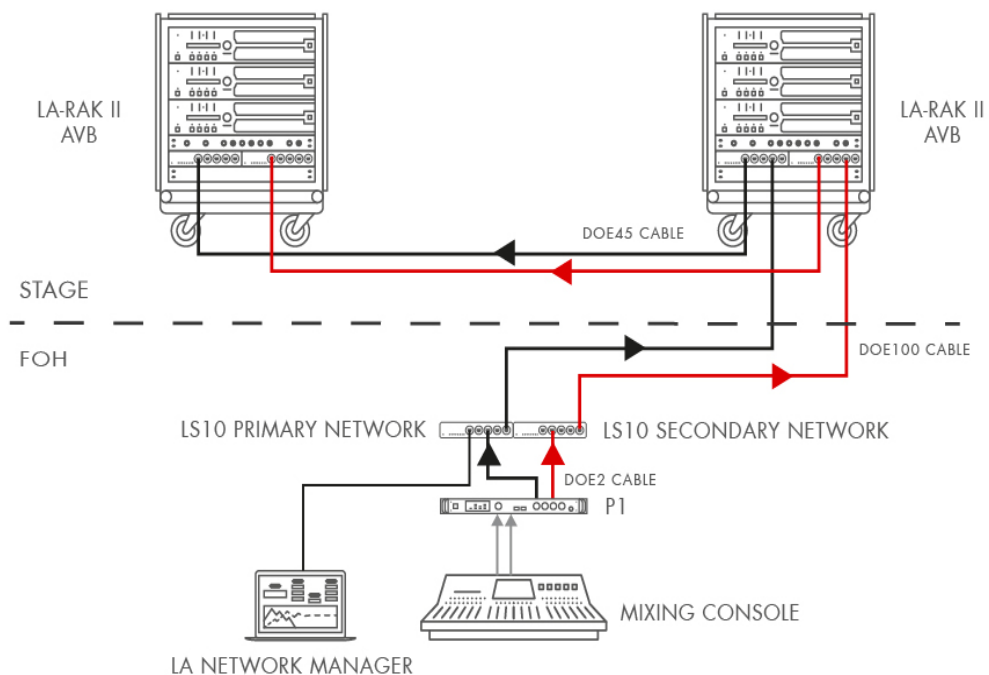 LA-RAK II
AVB
LA-RAK II
AVB
DOE45 CABLE
STAGE
FOH
DOE100 CABLE
LS10 PRIMARY NETWORK
LS10 SECONDARY NETWORK
DOE2 CABLE
P1
MIXING CONSOLE
LA NETWORK MANAGER